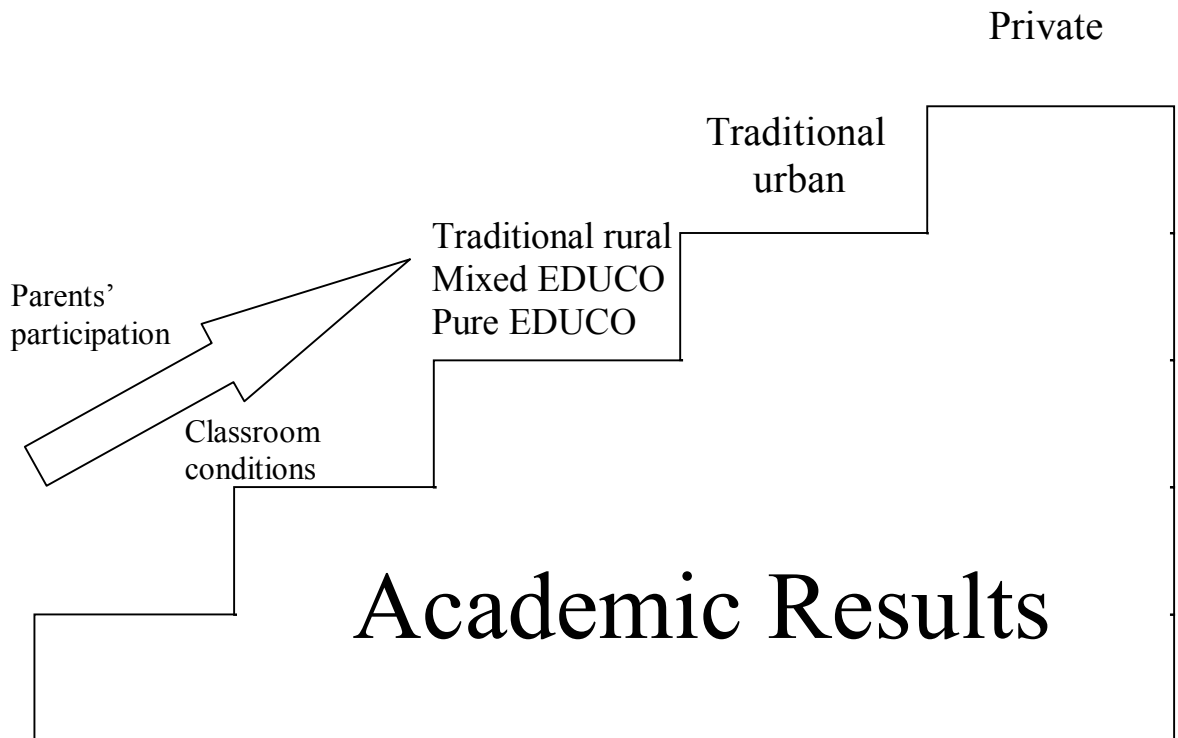 Private
Traditional
urban
Traditional rural
Mixed EDUCO
Pure EDUCO
Parents’
participation
Classroom
conditions
Academic Results